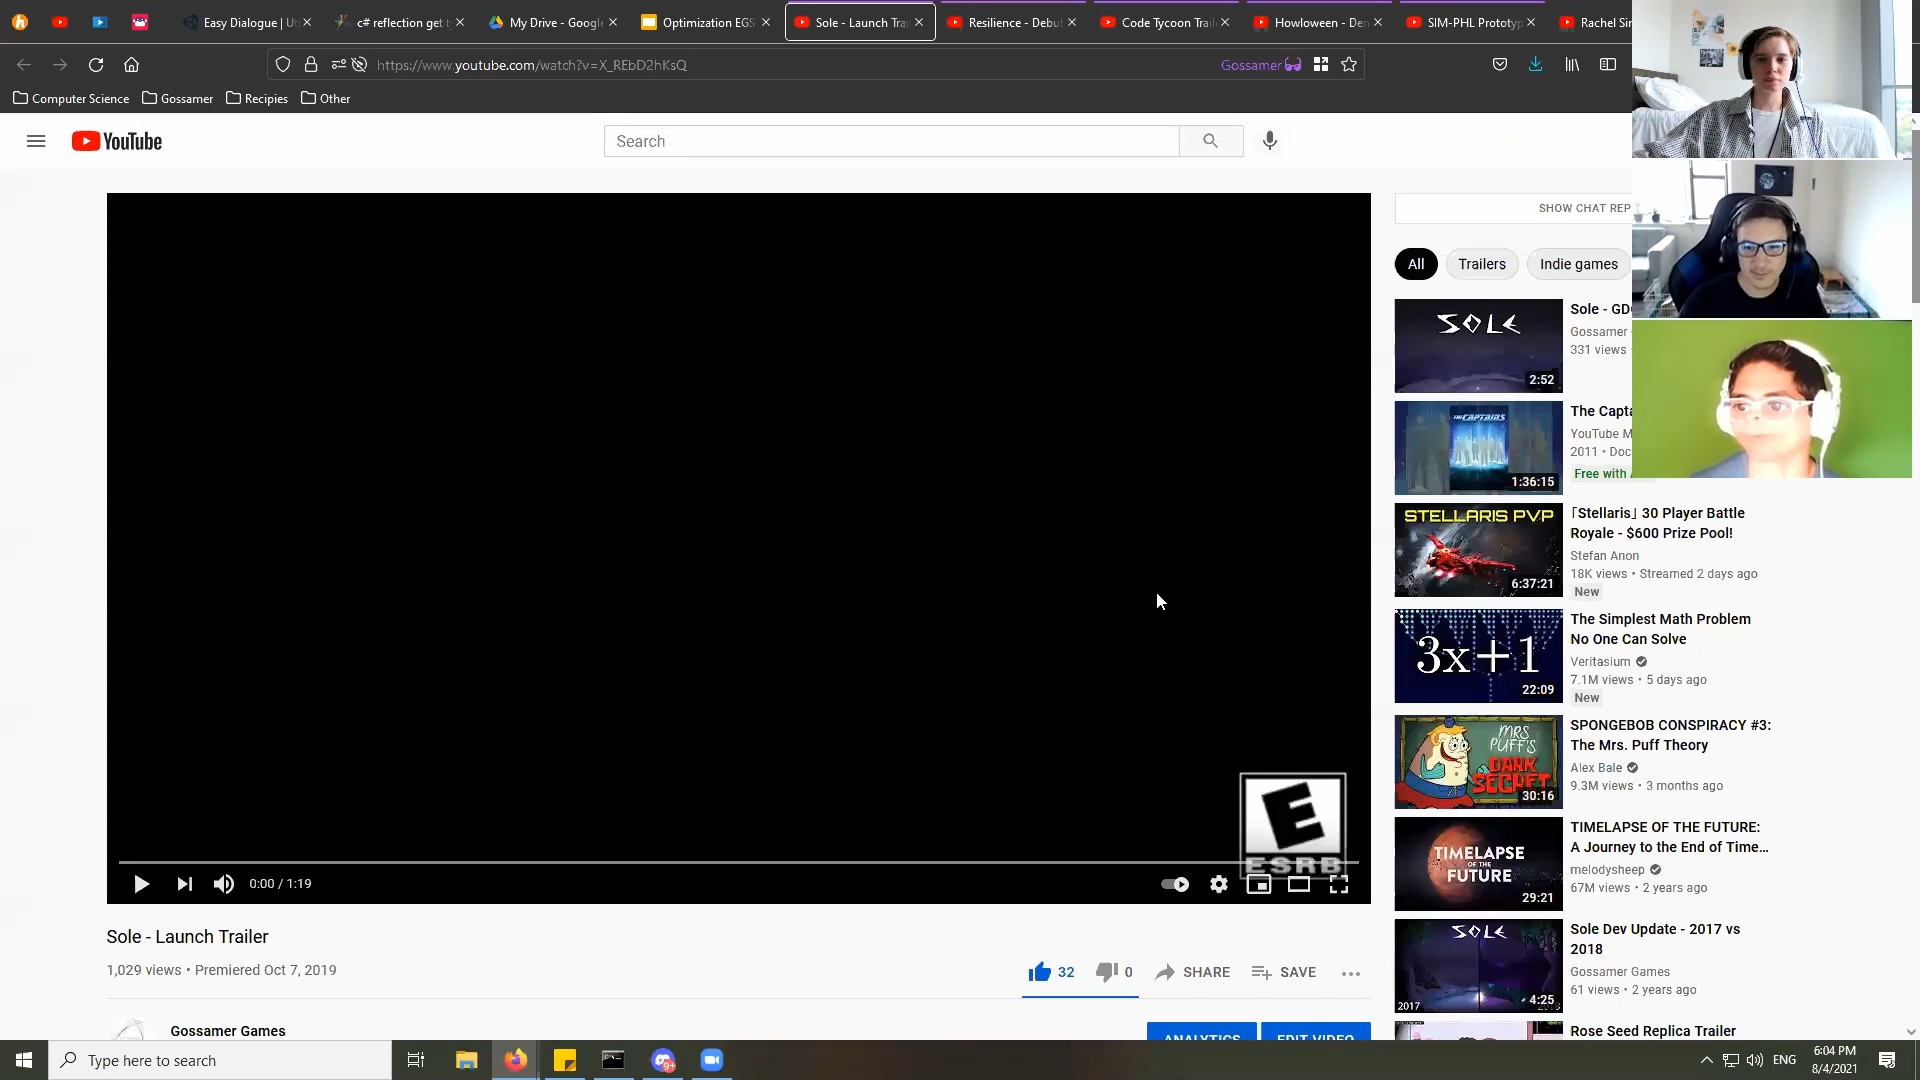 Easy Dialogue | Uni
c# reflection get t
My Drive - Google
Optimization EGS
Sole - Launch Trai
Resilience - Debut
Code Tycoon Traile
Howloween - Den
SIM-PHL Prototyp
Rachel Sin
https://www.youtube.com/watch?v=X_REbD2hKsQ
Gossamer
Computer Science
Gossamer
Recipies
Other
YouTube
Search
SHOW CHAT REP
All
Trailers
Indie games
SOLE
2:52
Sole - GD
Gossamer
331 views
THE CAPTAINS
1:36:15
The Capta
YouTube M
2011 • Doc
Free with
STELLARIS PVP
6:37:21
「Stellaris」 30 Player Battle
Royale - $600 Prize Pool!
Stefan Anon
18K views • Streamed 2 days ago
New
3x+1
22:09
The Simplest Math Problem
No One Can Solve
Veritasium
7.1M views • 5 days ago
New
MRS
PUFF'S
DARK
SECRET
30:16
SPONGEBOB CONSPIRACY #3:
The Mrs. Puff Theory
Alex Bale
9.3M views • 3 months ago
TIMELAPSE
OF THE
FUTURE
29:21
TIMELAPSE OF THE FUTURE:
A Journey to the End of Time...
melodysheep
67M views • 2 years ago
SOLE
2017
4:25
Sole Dev Update - 2017 vs
2018
Gossamer Games
61 views • 2 years ago
Rose Seed Replica Trailer
E
ESRB
0:00 / 1:19
Sole - Launch Trailer
1,029 views • Premiered Oct 7, 2019
32
0
SHARE
SAVE
Gossamer Games
ANALYTICS
EDIT VIDEO
Type here to search
9+
ENG
6:04 PM
8/4/2021